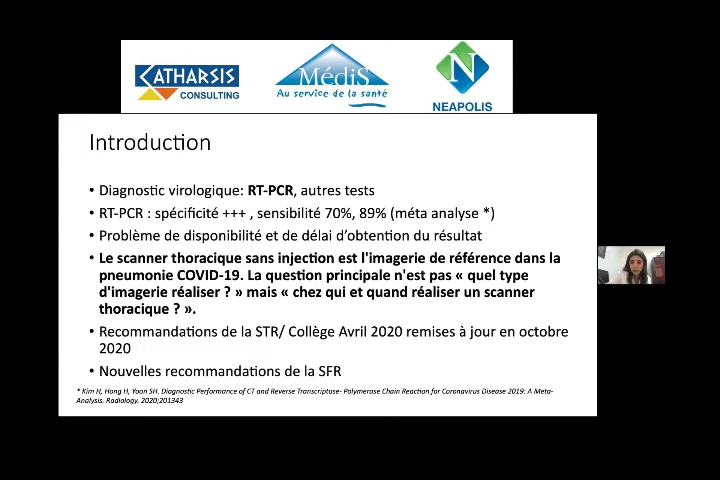 CATHARSIS
CONSULTING
MédiS
Au service de la santé
N
NEAPOLIS
Introduction
• Diagnostic virologique: RT-PCR, autres tests
• RT-PCR : spécificité +++ , sensibilité 70%, 89% (méta analyse *)
• Problème de disponibilité et de délai d’obtention du résultat
• Le scanner thoracique sans injection est l'imagerie de référence dans la
pneumonie COVID-19. La question principale n'est pas « quel type
d'imagerie réaliser ? » mais « chez qui et quand réaliser un scanner
thoracique ? ».
• Recommandations de la STR/ Collège Avril 2020 remises à jour en octobre
2020
• Nouvelles recommandations de la SFR
* Kim H, Hong H, Yoon SH. Diagnostic Performance of CT and Reverse Transcriptase- Polymerase Chain Reaction for Coronavirus Disease 2019: A Meta-
Analysis. Radiology. 2020;201343